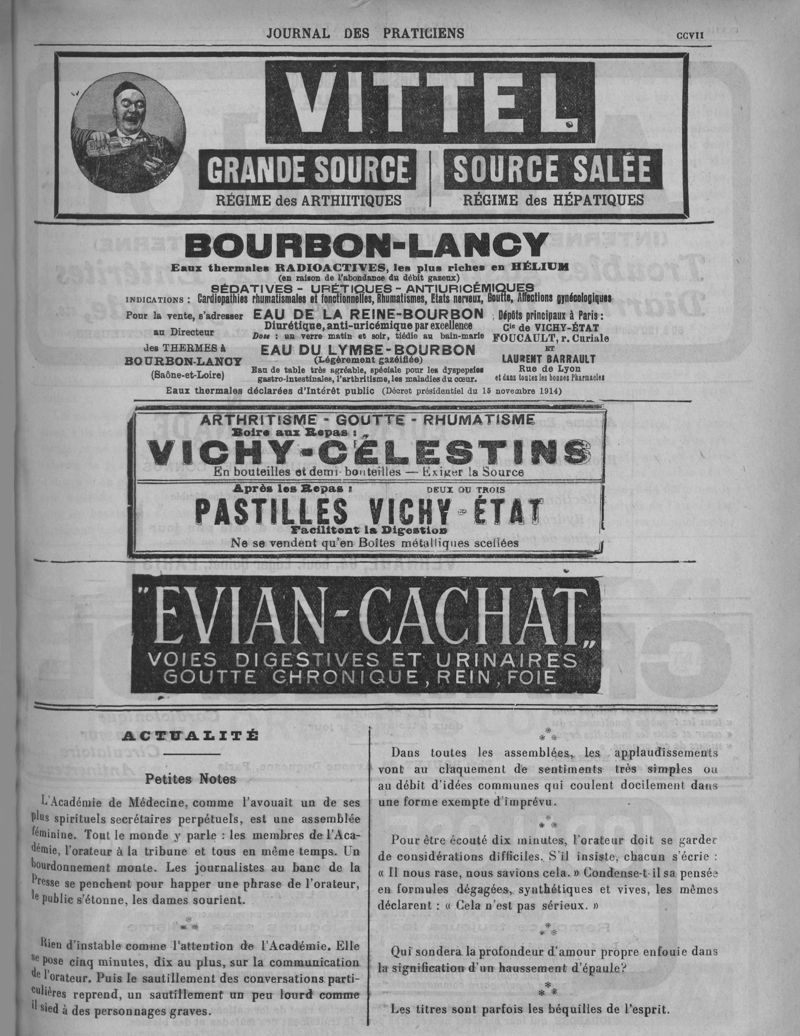 JOURNAL DES PRATICIENS
CCVII
VITTEL
GRANDE SOURCE
RÉGIME des ARTHIITIQUES
SOURCE SALÉE
RÉGIME des HÉPATIQUES
BOURBON-LANCY
Eaux thermales RADIOACTIVES, les plus riches en HÉLIUM
(en raison de l'abondance du débit gazeux)
SÉDATIVES - URÉTIQUES - ANTIURICÉMIQUES
INDICATIONS : Cardiopathies rhumatismales et fonctionnelles, Rhumatismes, Etats nerveux, Goutte, Affections gynécologiques
Pour la vente, s'adresser
au Directeur
des THERMES à
BOURBON-LANCY
(Saône-et-Loire)
EAU DE LA REINE-BOURBON
Diurétique, anti-uricémique par excellence
Dose : un verre matin et soir, tiédie au bain-marie
EAU DU LYMBE-BOURBON
(Légèrement gazéifiée)
Eau de table très agréable, spéciale pour les dyspepsies
gastro-intestinales, l'arthritisme, les maladies du cœur.
Dépôts principaux à Paris :
Cie de VICHY-ÉTAT
FOUCAULT, r. Curiale
ET
LAURENT BARRAULT
Rue de Lyon
et dans toutes les bonnes Pharmacies
Eaux thermales déclarées d'Intérêt public (Décret présidentiel du 15 novembre 1914)
ARTHRITISME - GOUTTE - RHUMATISME
Boire aux Repas :
VICHY-CÉLESTINS
En bouteilles et demi-bouteilles — Exiger la Source
Après les Repas : DEUX OU TROIS
PASTILLES VICHY-ÉTAT
Facilitent la Digestion
Ne se vendent qu'en Boîtes métalliques scellées
"EVIAN-CACHAT„
VOIES DIGESTIVES ET URINAIRES
GOUTTE CHRONIQUE, REIN, FOIE
ACTUALITÉ
Petites Notes
L'Académie de Médecine, comme l'avouait un de ses
plus spirituels secrétaires perpétuels, est une assemblée
féminine. Tout le monde y parle : les membres de l'Aca-
démie, l'orateur à la tribune et tous en même temps. Un
bourdonnement monte. Les journalistes au banc de la
Presse se penchent pour happer une phrase de l'orateur,
le public s'étonne, les dames sourient.
*
* *
Rien d'instable comme l'attention de l'Académie. Elle
se pose cinq minutes, dix au plus, sur la communication
de l'orateur. Puis le sautillement des conversations parti-
culières reprend, un sautillement un peu lourd comme
il sied à des personnages graves.
*
* *
Dans toutes les assemblées, les applaudissements
vont au claquement de sentiments très simples ou
au débit d'idées communes qui coulent docilement dans
une forme exempte d'imprévu.
*
* *
Pour être écouté dix minutes, l'orateur doit se garder
de considérations difficiles. S'il insiste, chacun s'écrie :
« Il nous rase, nous savions cela. » Condense-t-il sa pensée
en formules dégagées, synthétiques et vives, les mêmes
déclarent : « Cela n'est pas sérieux. »
*
* *
Qui sondera la profondeur d'amour propre enfouie dans
la signification d'un haussement d'épaule?
*
* *
Les titres sont parfois les béquilles de l'esprit.